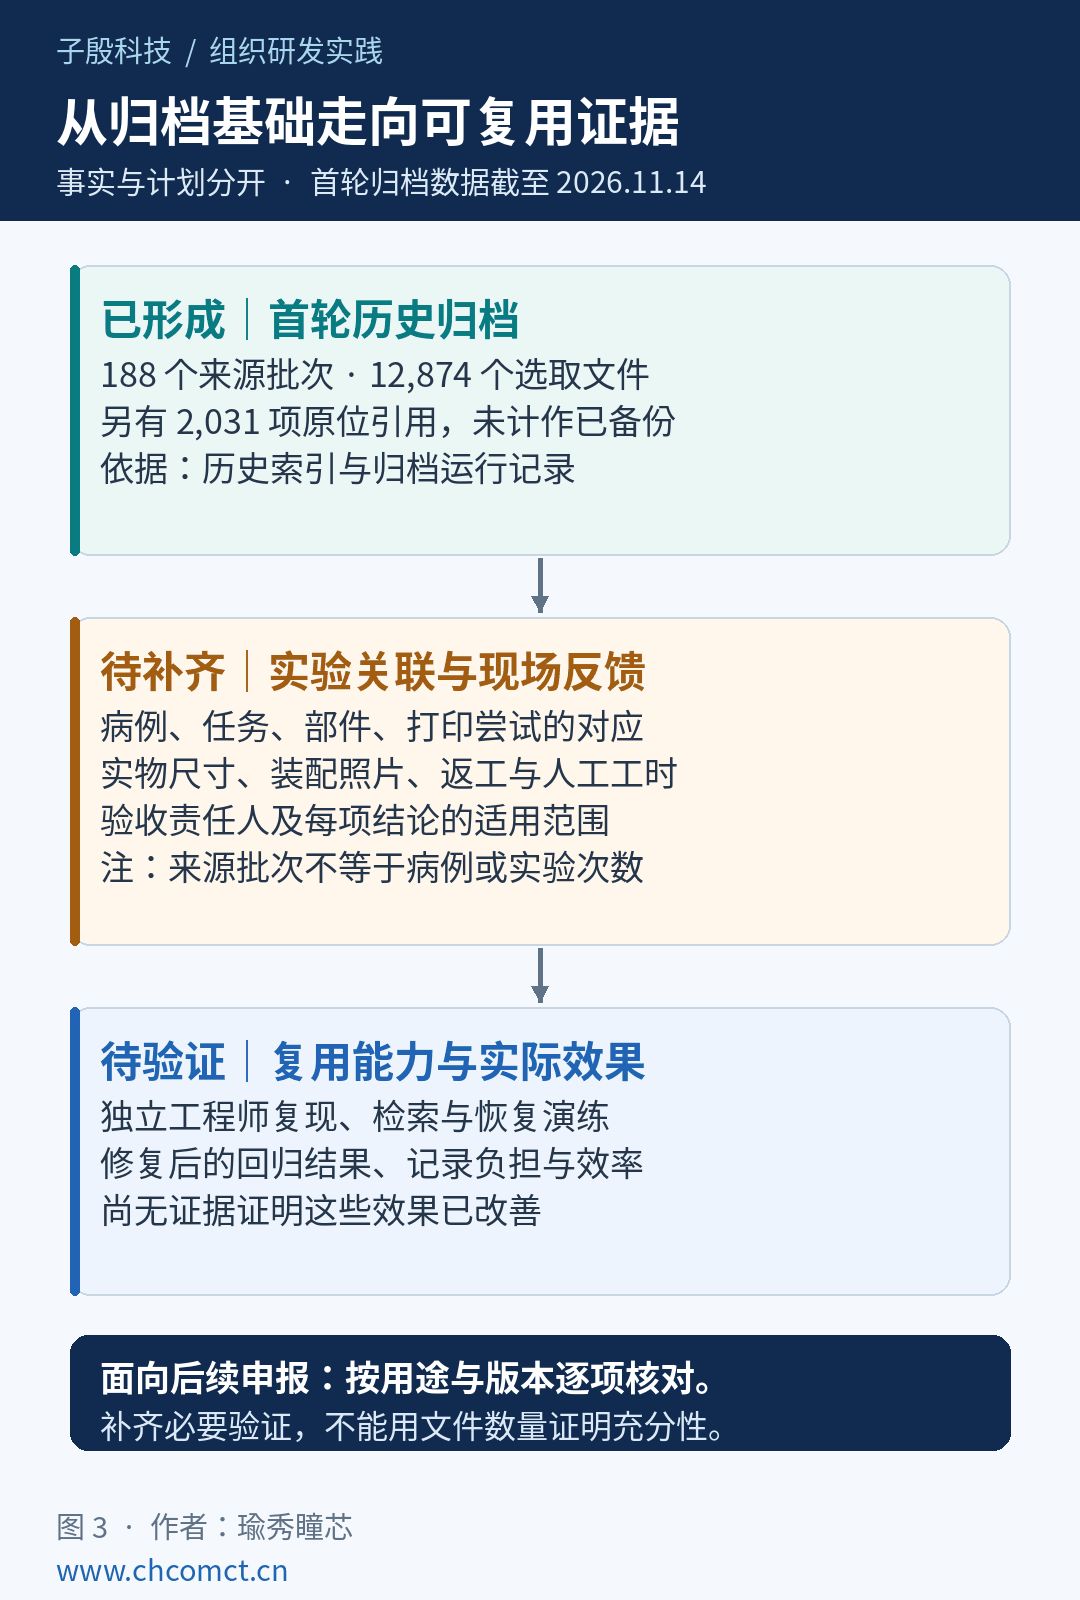 子殷科技 / 组织研发实践
从归档基础走向可复用证据
事实与计划分开 · 首轮归档数据截至 2026.11.14
已形成｜首轮历史归档
188 个来源批次 · 12,874 个选取文件
另有 2,031 项原位引用，未计作已备份
依据：历史索引与归档运行记录
待补齐｜实验关联与现场反馈
病例、任务、部件、打印尝试的对应
实物尺寸、装配照片、返工与人工工时
验收责任人及每项结论的适用范围
注：来源批次不等于病例或实验次数
待验证｜复用能力与实际效果
独立工程师复现、检索与恢复演练
修复后的回归结果、记录负担与效率
尚无证据证明这些效果已改善
面向后续申报：按用途与版本逐项核对。
补齐必要验证，不能用文件数量证明充分性。
图 3 · 作者：瑜秀瞳芯
www.chcomct.cn